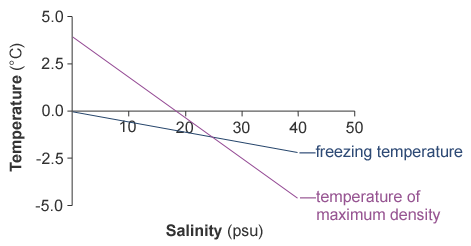 5.0
2.5
0.0
10 20 30 40 50
-2.5
-5.0
Temperature (°C)
freezing temperature
temperature of
maximum density
Salinity (psu)